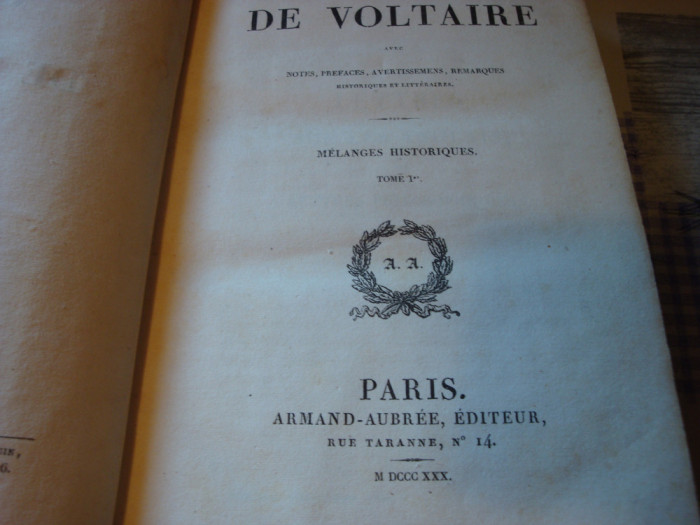 DE VOLTAIRE
AVEC
NOTES, PRÉFACES, AVERTISSEMENS, REMARQUES
HISTORIQUES ET LITTÉRAIRES.
MÉLANGES HISTORIQUES.
TOME Ier.
A. A.
PARIS.
ARMAND-AUBRÉE, ÉDITEUR,
RUE TARANNE, N° 14.
M DCCC XXX.
6.